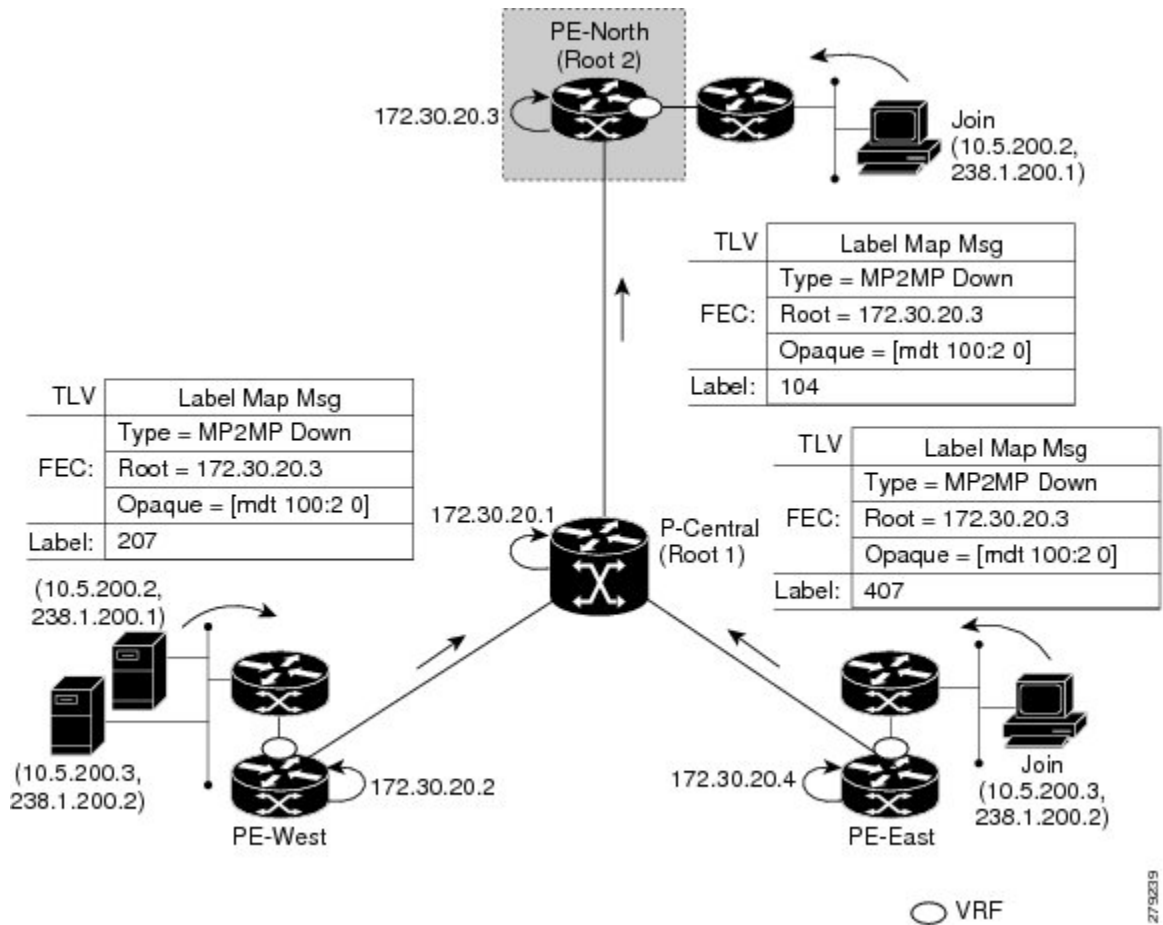 PE-North
(Root 2)
172.30.20.3
Join
(10.5.200.2,
238.1.200.1)
TLV Label Map Msg
Type = MP2MP Down
FEC: Root = 172.30.20.3
Opaque = [mdt 100:2 0]
Label: 104
TLV Label Map Msg
Type = MP2MP Down
FEC: Root = 172.30.20.3
Opaque = [mdt 100:2 0]
Label: 207
TLV Label Map Msg
Type = MP2MP Down
FEC: Root = 172.30.20.3
Opaque = [mdt 100:2 0]
Label: 407
172.30.20.1
P-Central
(Root 1)
(10.5.200.2,
238.1.200.1)
(10.5.200.3,
238.1.200.2)
172.30.20.2
PE-West
172.30.20.4
PE-East
Join
(10.5.200.3,
238.1.200.2)
VRF
279239